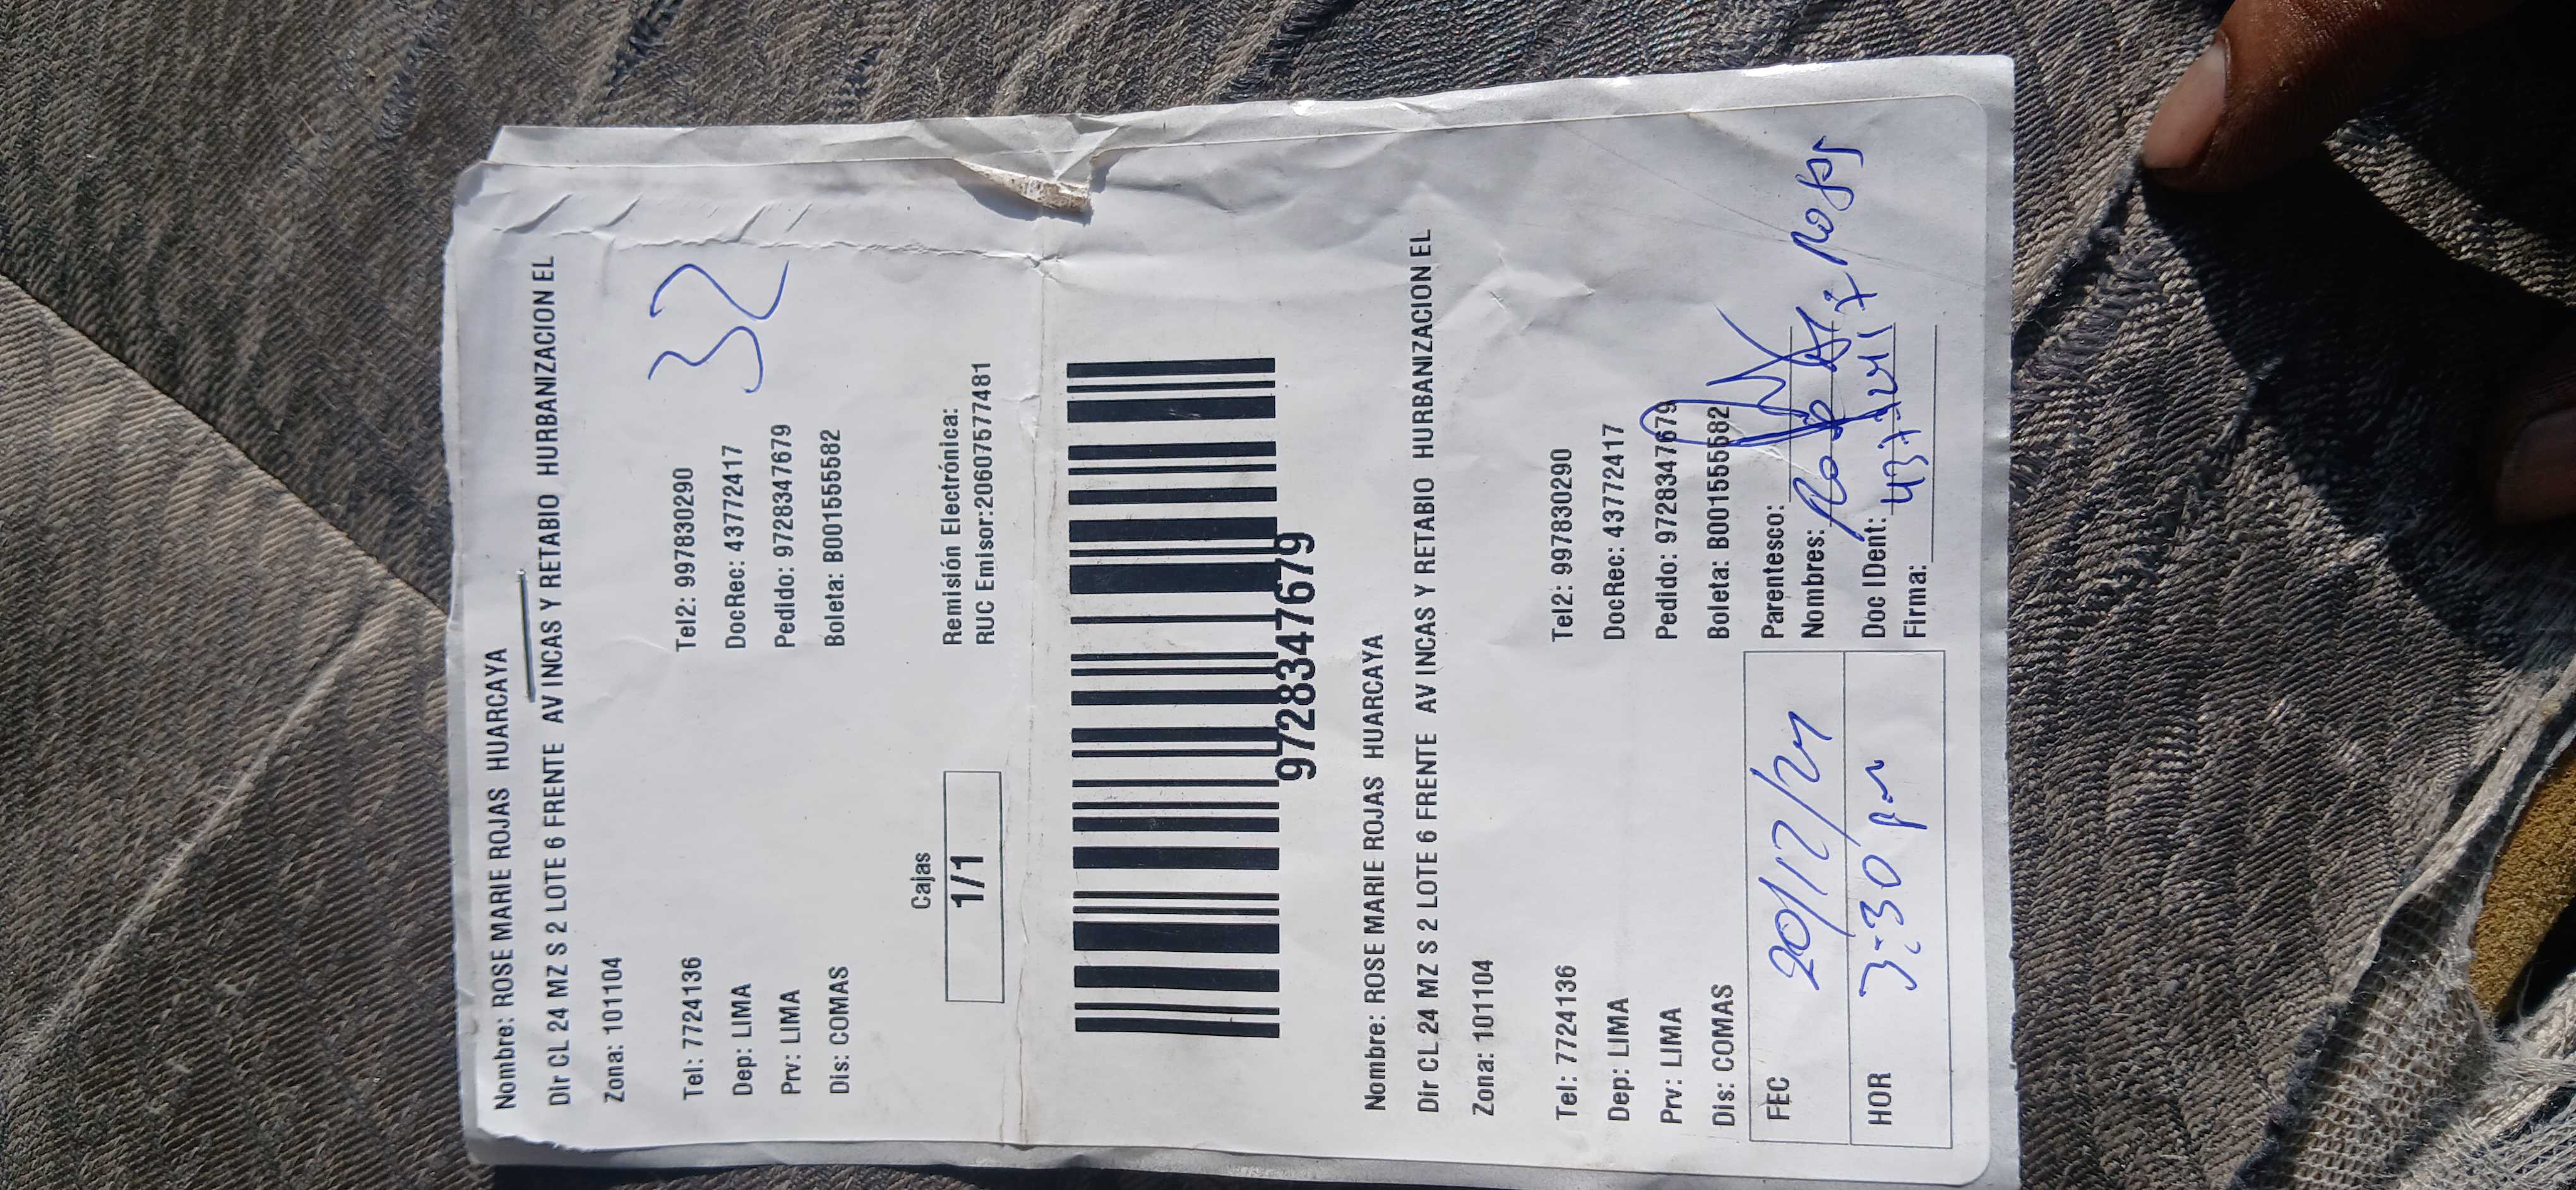 Nombre: ROSE MARIE ROJAS HUARCAYA
Dir CL 24 MZ S 2 LOTE 6 FRENTE AV INCAS Y RETABIO HURBANIZACION EL
Zona: 101104
32
Tel: 7724136 Tel2: 997830290
Dep: LIMA DocRec: 43772417
Prv: LIMA Pedido: 9728347679
Dis: COMAS Boleta: B0015555582
Cajas Remisión Electrónica:
1/1 RUC Emisor:20607577481
9728347679
Nombre: ROSE MARIE ROJAS HUARCAYA
Dir CL 24 MZ S 2 LOTE 6 FRENTE AV INCAS Y RETABIO HURBANIZACION EL
Zona: 101104
Tel: 7724136 Tel2: 997830290
Dep: LIMA DocRec: 43772417
Prv: LIMA Pedido: 9728347679
Dis: COMAS Boleta: B0015555582
Parentesco:
FEC 20/12/24 Nombres:
Doc IDent:
HOR 3:30 pm Firma: